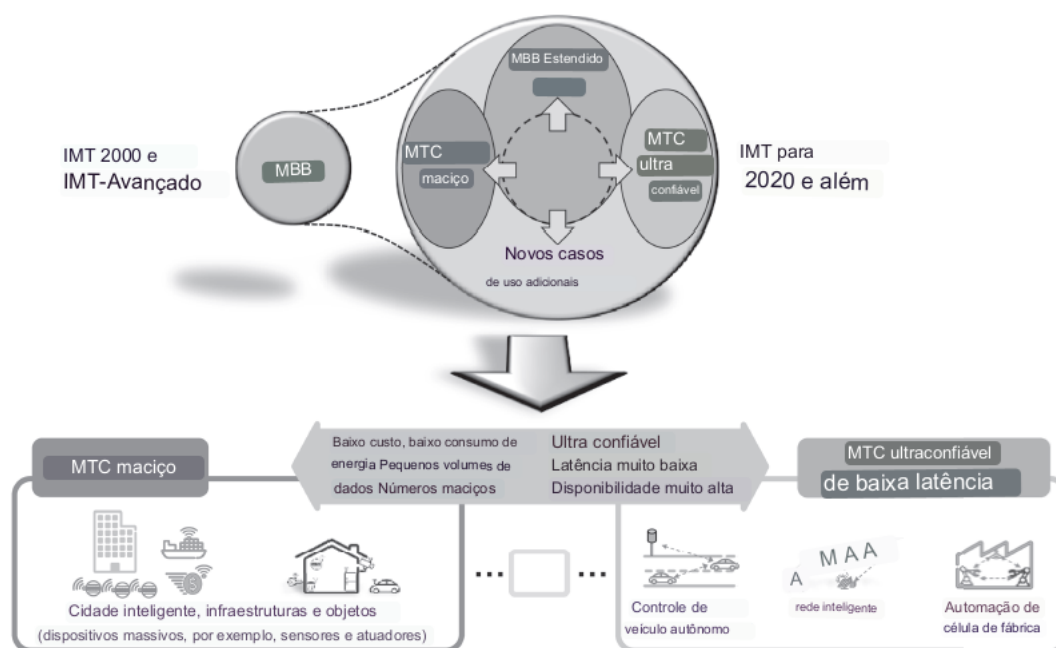 MBB Estendido
IMT 2000 e
IMT-Avançado
MBB
MTC
maciço
MTC
ultra
confiável
IMT para
2020 e além
Novos casos
de uso adicionais
MTC maciço
Baixo custo, baixo consumo de
energia Pequenos volumes de
dados Números maciços
Ultra confiável
Latência muito baixa
Disponibilidade muito alta
MTC ultraconfiável
de baixa latência
Cidade inteligente, infraestruturas e objetos
(dispositivos massivos, por exemplo, sensores e atuadores)
...
...
Controle de
veículo autônomo
A M A A
rede inteligente
Automação de
célula de fábrica